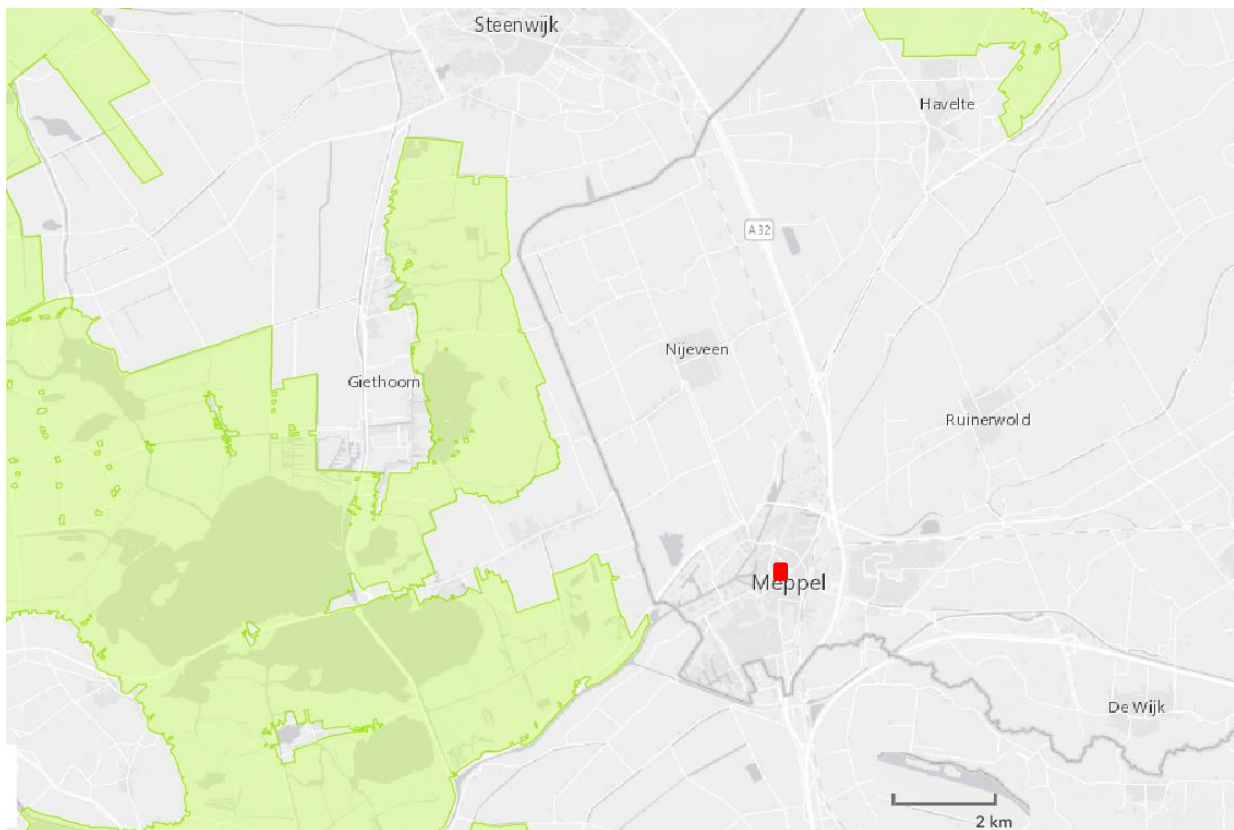 Steenwijk
Havelte
A32
Nijeveen
Giethoorn
Ruinerwold
Meppel
De Wijk
2 km